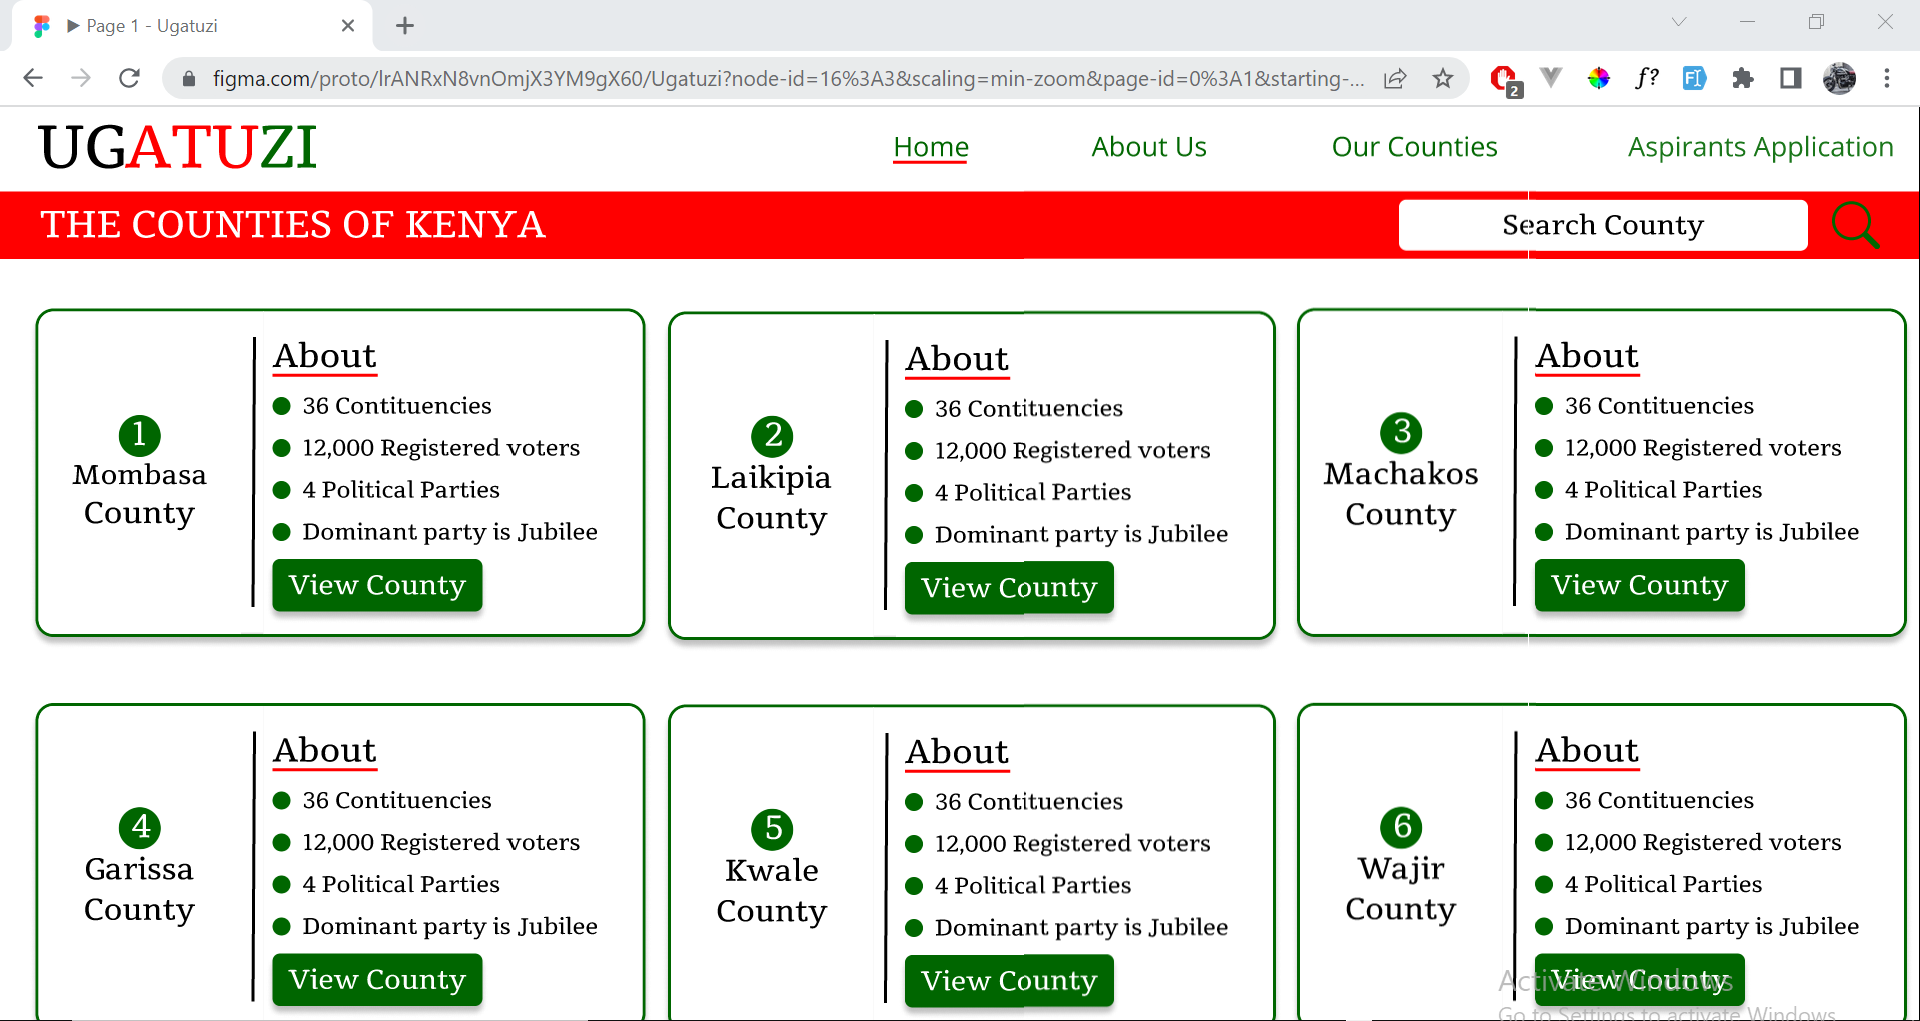 Page 1 - Ugatuzi
figma.com/proto/lrANRxN8vnOmjX3YM9gX60/Ugatuzi?node-id=16%3A3&scaling=min-zoom&page-id=0%3A1&starting-...
2
f?
UGATUZI
Home
About Us
Our Counties
Aspirants Application
THE COUNTIES OF KENYA
Search County
1
Mombasa
County
About
36 Contituencies
12,000 Registered voters
4 Political Parties
Dominant party is Jubilee
View County
2
Laikipia
County
About
36 Contituencies
12,000 Registered voters
4 Political Parties
Dominant party is Jubilee
View County
3
Machakos
County
About
36 Contituencies
12,000 Registered voters
4 Political Parties
Dominant party is Jubilee
View County
4
Garissa
County
About
36 Contituencies
12,000 Registered voters
4 Political Parties
Dominant party is Jubilee
View County
5
Kwale
County
About
36 Contituencies
12,000 Registered voters
4 Political Parties
Dominant party is Jubilee
View County
6
Wajir
County
About
36 Contituencies
12,000 Registered voters
4 Political Parties
Dominant party is Jubilee
View County
Activate Windows
Go to Settings to activate Windows.